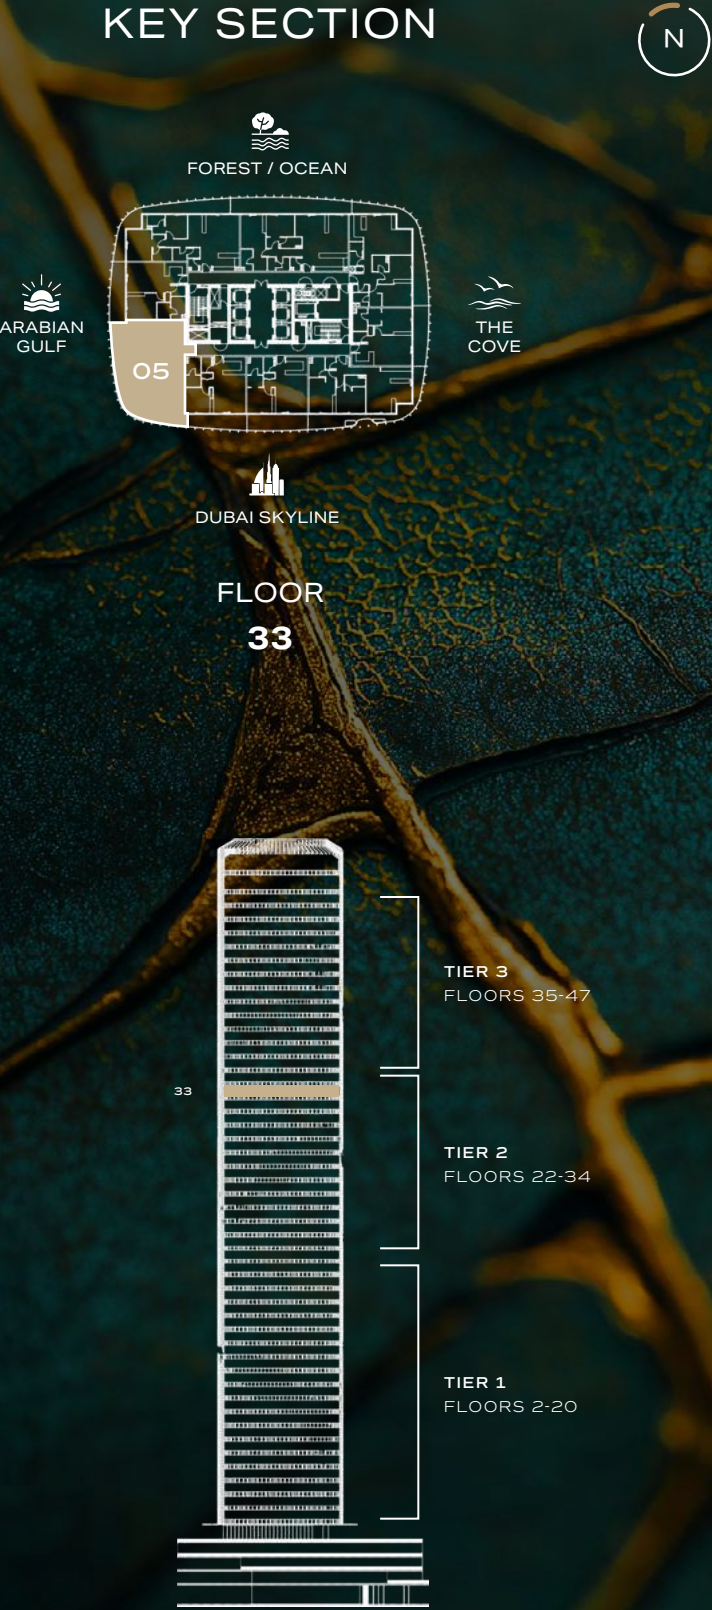 KEY SECTION
N
FOREST / OCEAN
ARABIAN
GULF
THE
COVE
05
DUBAI SKYLINE
FLOOR
33
TIER 3
FLOORS 35-47
33
TIER 2
FLOORS 22-34
TIER 1
FLOORS 2-20